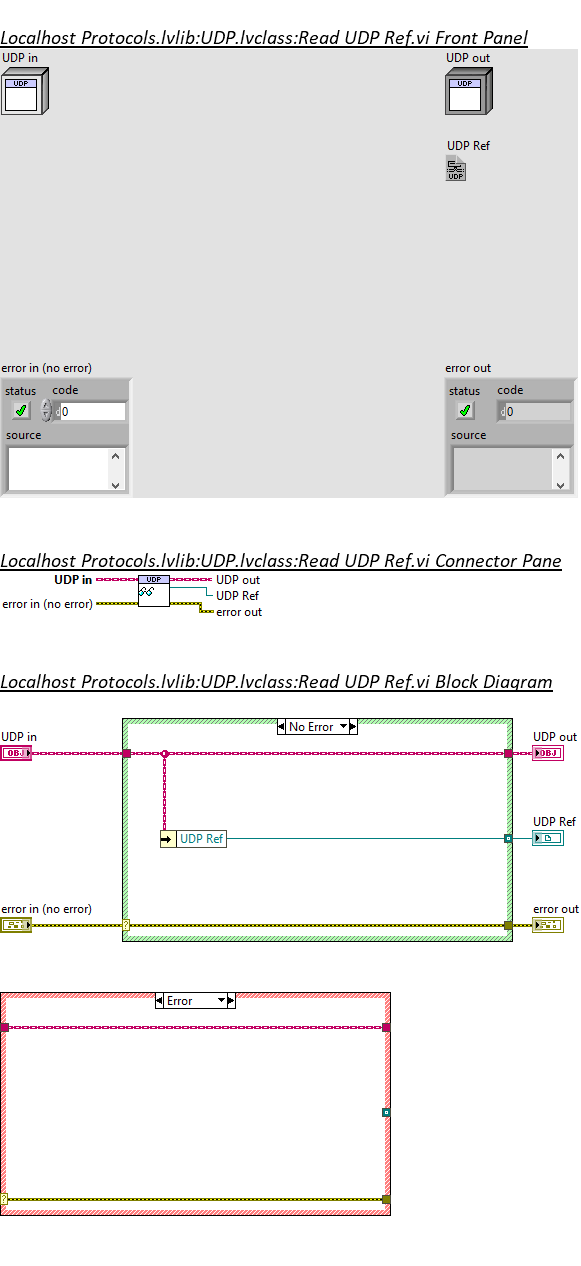 Localhost Protocols.lvlib:UDP.lvclass:Read UDP Ref.vi Front Panel
UDP in
UDP out
UDP
UDP
UDP Ref
UDP
error in (no error)
error out
status code
status code
d 0
d 0
source
source
Localhost Protocols.lvlib:UDP.lvclass:Read UDP Ref.vi Connector Pane
UDP in UDP UDP out
UDP Ref
error in (no error) error out
Localhost Protocols.lvlib:UDP.lvclass:Read UDP Ref.vi Block Diagram
No Error
UDP in
UDP out
OBJ
OBJ
UDP Ref
UDP Ref
error in (no error)
error out
?
Error
?